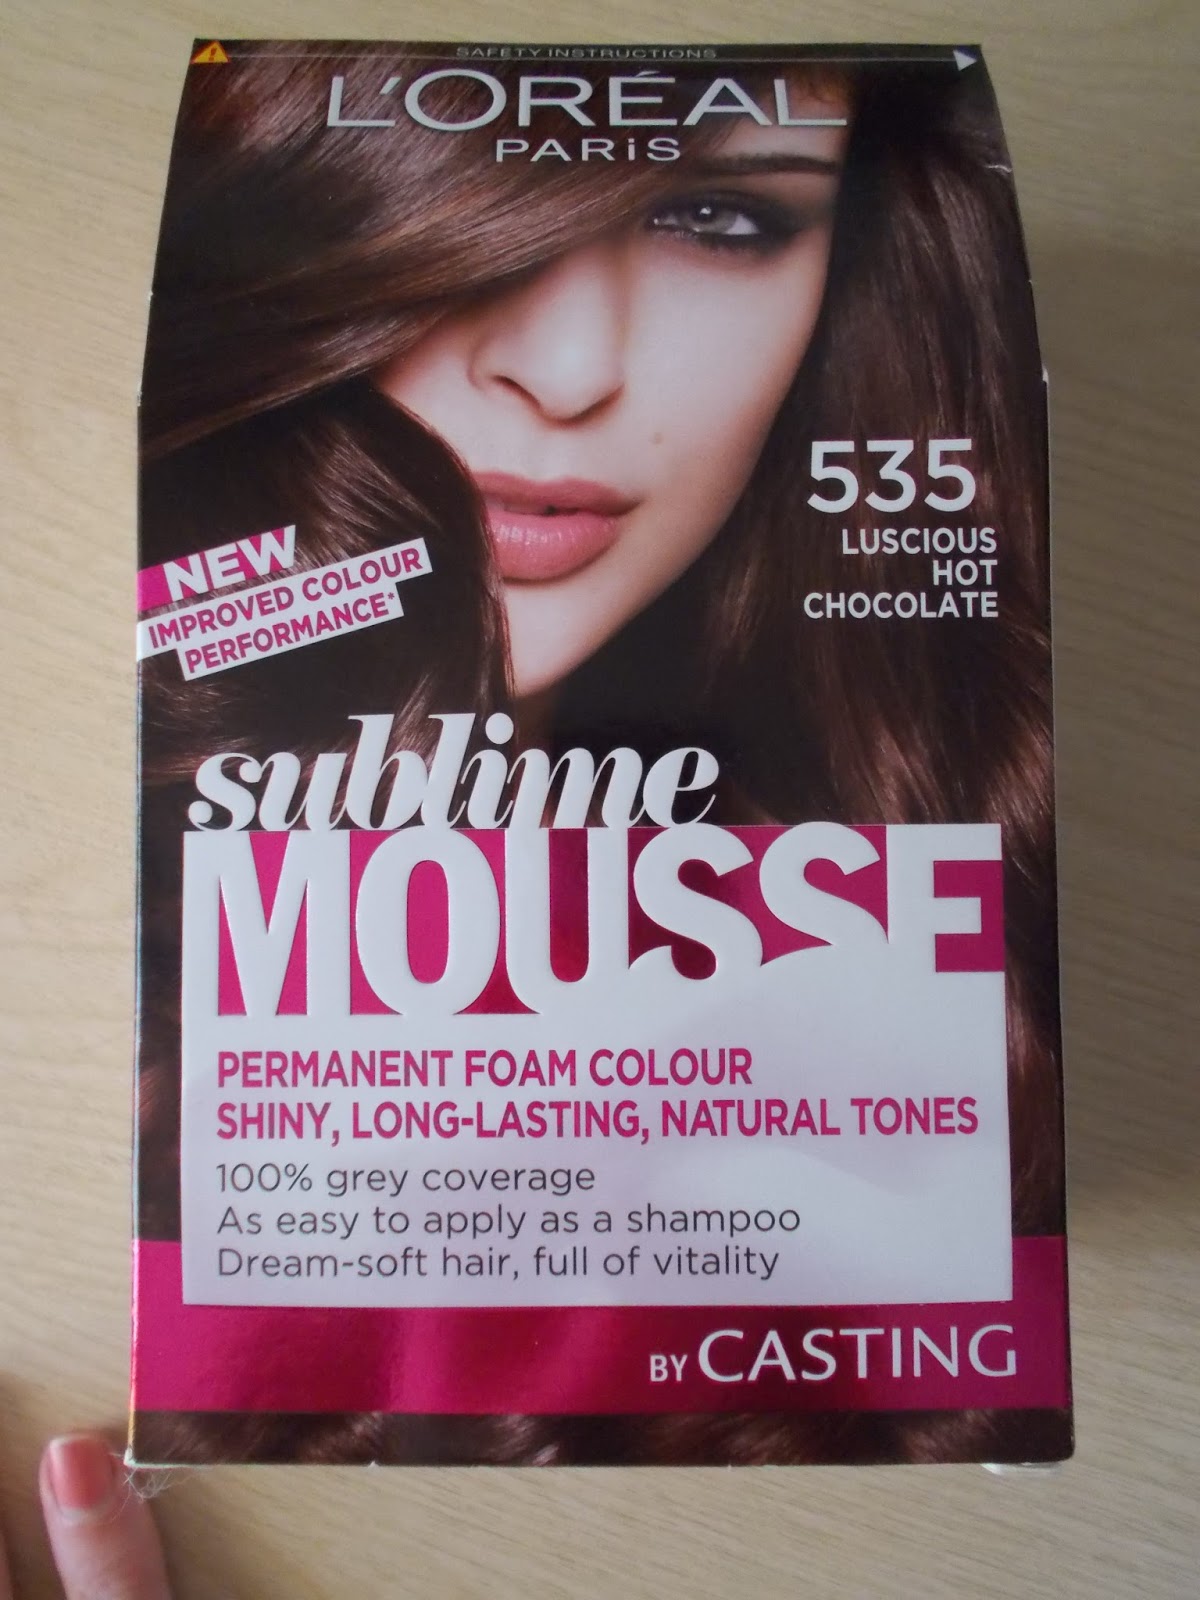 SAFETY INSTRUCTIONS
L'ORÉAL
PARiS
535
LUSCIOUS
HOT
CHOCOLATE
NEW
IMPROVED COLOUR
PERFORMANCE*
sublime
MOUSSE
PERMANENT FOAM COLOUR
SHINY, LONG-LASTING, NATURAL TONES
100% grey coverage
As easy to apply as a shampoo
Dream-soft hair, full of vitality
BY CASTING